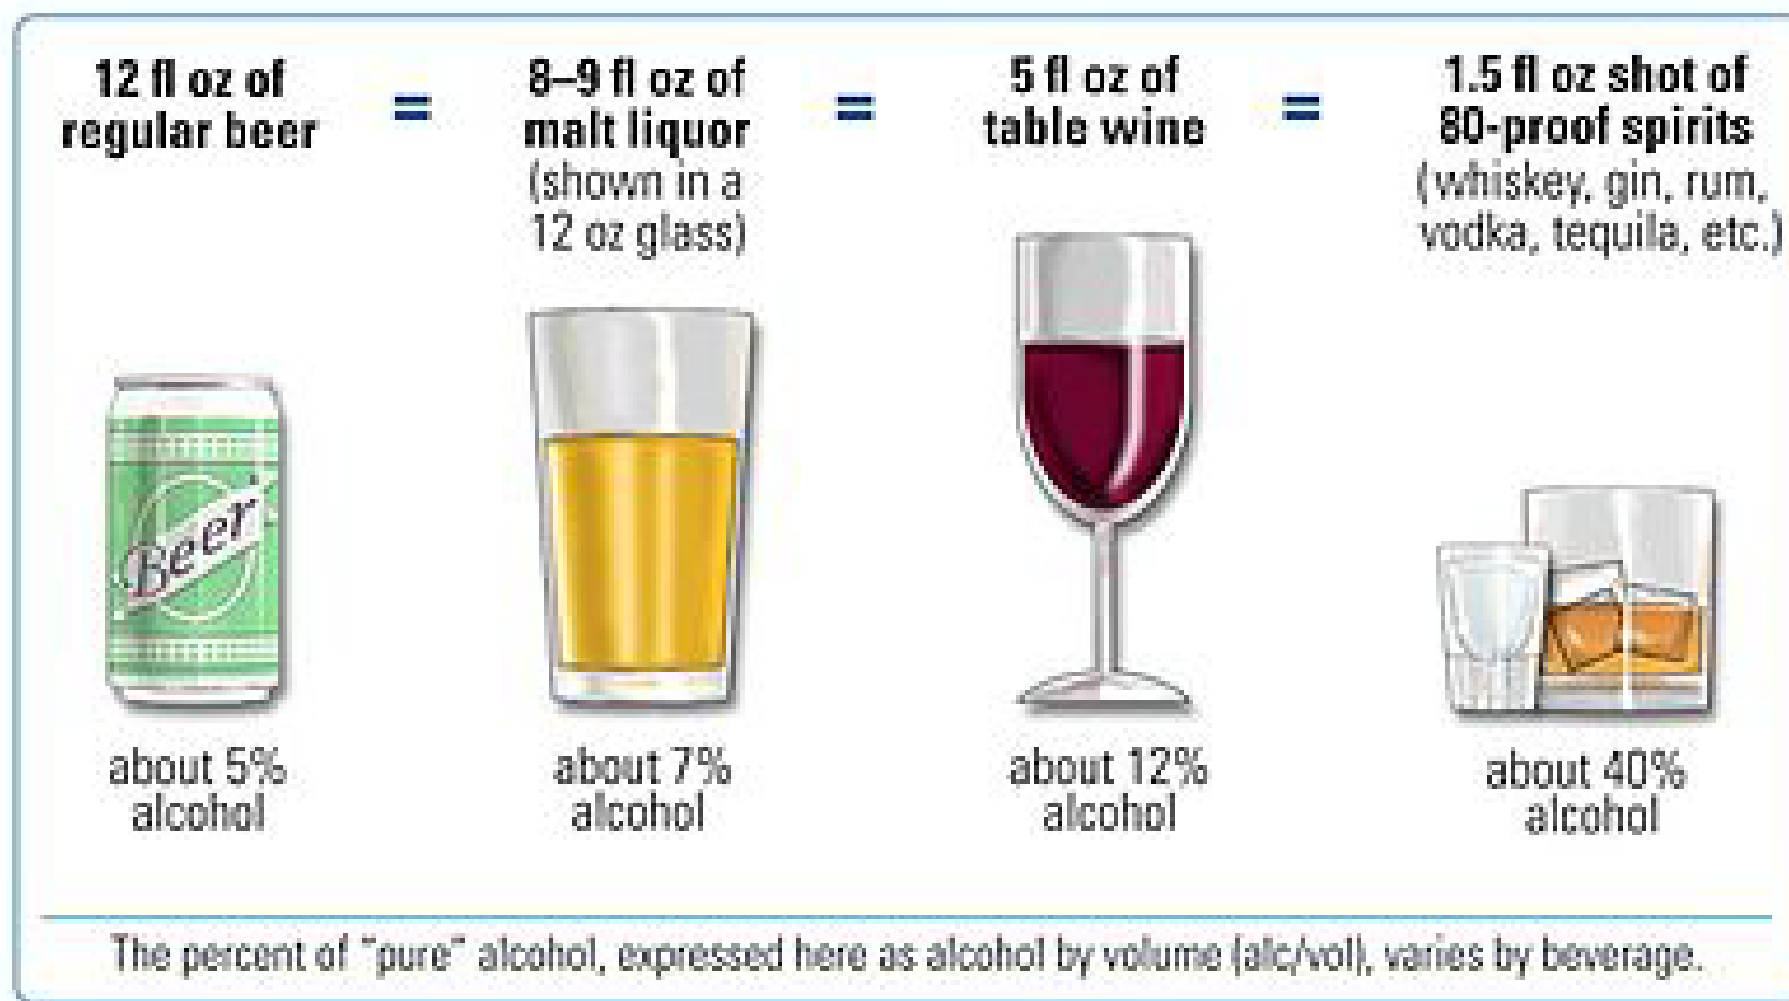 12 fl oz of
regular beer
=
8–9 fl oz of
malt liquor
(shown in a
12 oz glass)
=
5 fl oz of
table wine
=
1.5 fl oz shot of
80-proof spirits
(whiskey, gin, rum,
vodka, tequila, etc.)
Beer
about 5%
alcohol
about 7%
alcohol
about 12%
alcohol
about 40%
alcohol
The percent of "pure" alcohol, expressed here as alcohol by volume (alc/vol), varies by beverage.